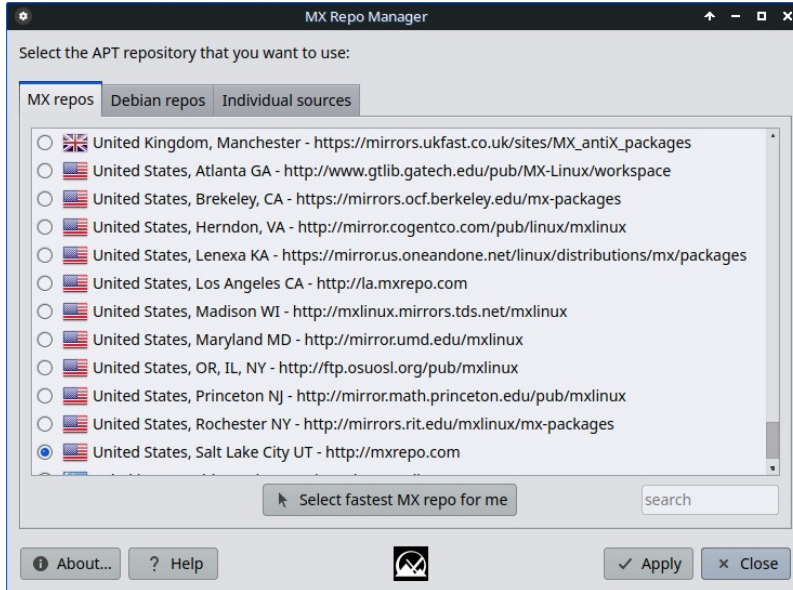 MX Repo Manager
Select the APT repository that you want to use:
MX repos Debian repos Individual sources
United Kingdom, Manchester - https://mirrors.ukfast.co.uk/sites/MX_antiX_packages
United States, Atlanta GA - http://www.gtlib.gatech.edu/pub/MX-Linux/workspace
United States, Brekeley, CA - https://mirrors.ocf.berkeley.edu/mx-packages
United States, Herndon, VA - http://mirror.cogentco.com/pub/linux/mxlinux
United States, Lenexa KA - https://mirror.us.oneandone.net/linux/distributions/mx/packages
United States, Los Angeles CA - http://la.mxrepo.com
United States, Madison WI - http://mxlinux.mirrors.tds.net/mxlinux
United States, Maryland MD - http://mirror.umd.edu/mxlinux
United States, OR, IL, NY - http://ftp.osuosl.org/pub/mxlinux
United States, Princeton NJ - http://mirror.math.princeton.edu/pub/mxlinux
United States, Rochester NY - http://mirrors.rit.edu/mxlinux/mx-packages
United States, Salt Lake City UT - http://mxrepo.com
Select fastest MX repo for me search
About... ? Help Apply Close